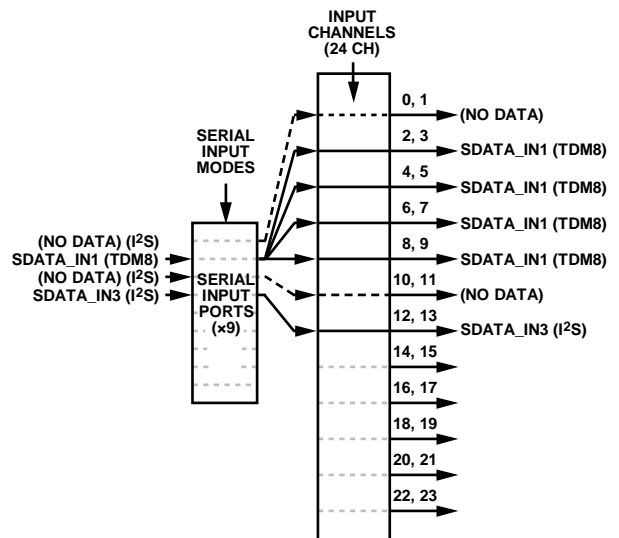 INPUT
CHANNELS
(24 CH)
SERIAL
INPUT
MODES
(NO DATA) (I²S)
SDATA_IN1 (TDM8)
(NO DATA) (I²S)
SDATA_IN3 (I²S)
SERIAL
INPUT
PORTS
(×9)
0, 1
(NO DATA)
2, 3
SDATA_IN1 (TDM8)
4, 5
SDATA_IN1 (TDM8)
6, 7
SDATA_IN1 (TDM8)
8, 9
SDATA_IN1 (TDM8)
10, 11
(NO DATA)
12, 13
SDATA_IN3 (I²S)
14, 15
16, 17
18, 19
20, 21
22, 23